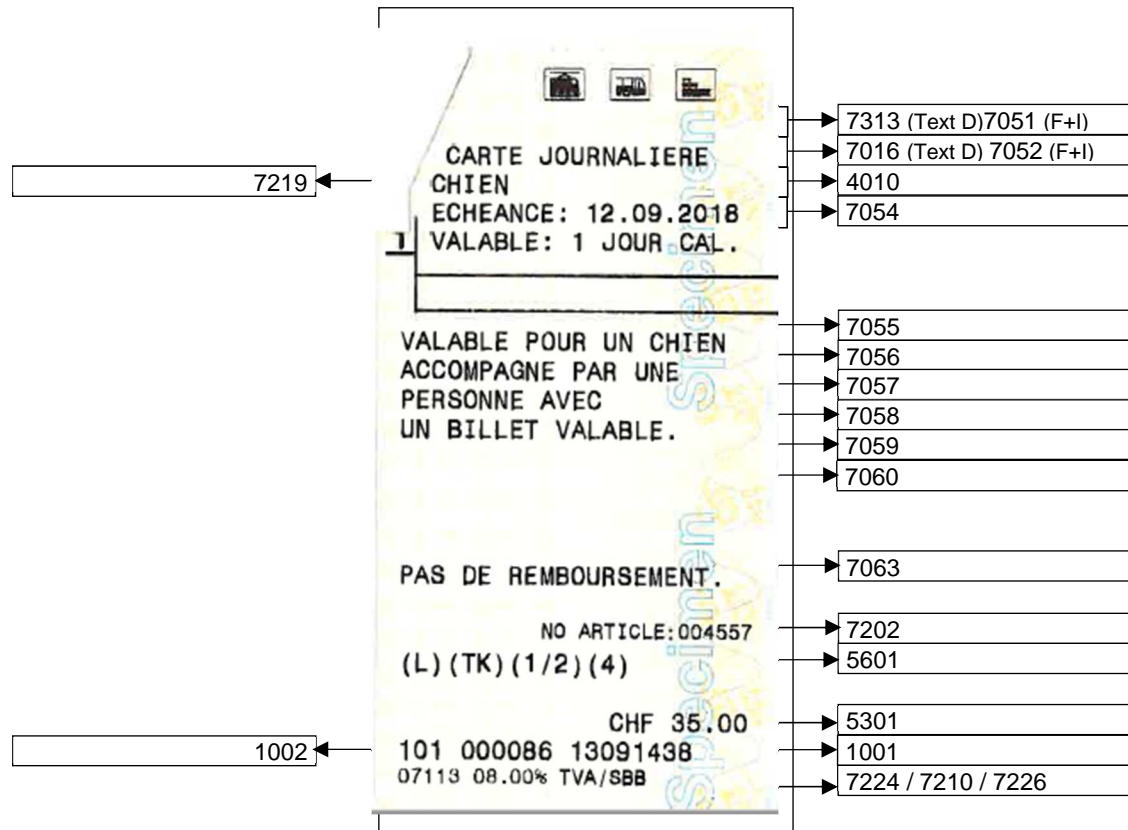 7313 (Text D)7051 (F+I)
CARTE JOURNALIERE
7016 (Text D) 7052 (F+I)
7219
CHIEN
4010
ECHEANCE: 12.09.2018
7054
1
VALABLE: 1 JOUR CAL.
7055
VALABLE POUR UN CHIEN
7056
ACCOMPAGNE PAR UNE
7057
PERSONNE AVEC
7058
UN BILLET VALABLE.
7059
7060
PAS DE REMBOURSEMENT.
7063
NO ARTICLE:004557
7202
(L)(TK)(1/2)(4)
5601
CHF 35.00
5301
1002
101 000086 13091438
1001
07113 08.00% TVA/SBB
7224 / 7210 / 7226
Specimen
Specimen